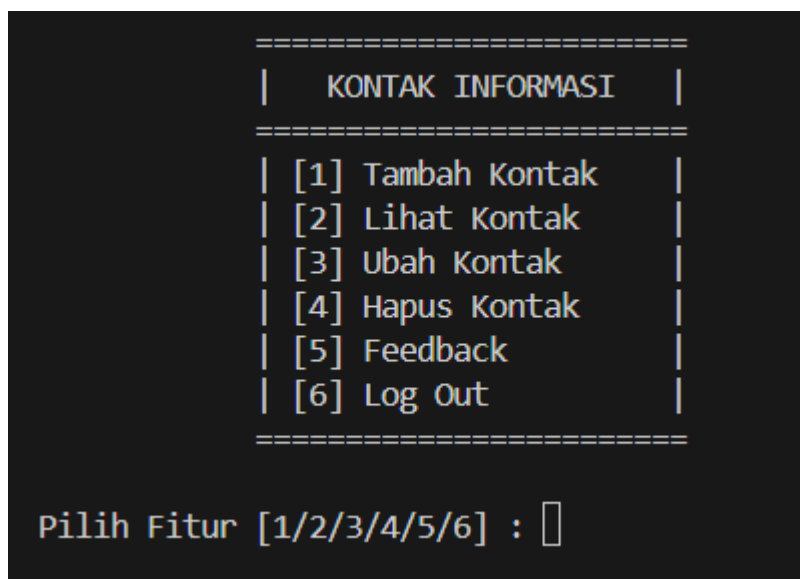 ========================
|   KONTAK INFORMASI   |
========================
| [1] Tambah Kontak    |
| [2] Lihat Kontak     |
| [3] Ubah Kontak      |
| [4] Hapus Kontak     |
| [5] Feedback         |
| [6] Log Out          |
========================
Pilih Fitur [1/2/3/4/5/6] :